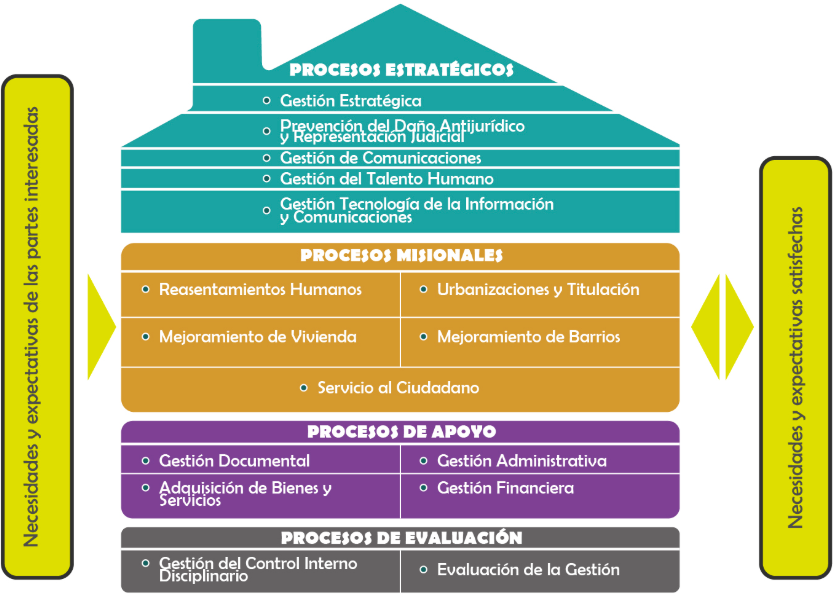 Necesidades y expectativas de las partes interesadas
PROCESOS ESTRATÉGICOS
Gestión Estratégica
Prevención del Daño Antijurídico
y Representación Judicial
Gestión de Comunicaciones
Gestión del Talento Humano
Gestión Tecnología de la Información
y Comunicaciones
PROCESOS MISIONALES
Reasentamientos Humanos
Urbanizaciones y Titulación
Mejoramiento de Vivienda
Mejoramiento de Barrios
Servicio al Ciudadano
PROCESOS DE APOYO
Gestión Documental
Gestión Administrativa
Adquisición de Bienes y
Servicios
Gestión Financiera
PROCESOS DE EVALUACIÓN
Gestión del Control Interno
Disciplinario
Evaluación de la Gestión
Necesidades y expectativas satisfechas